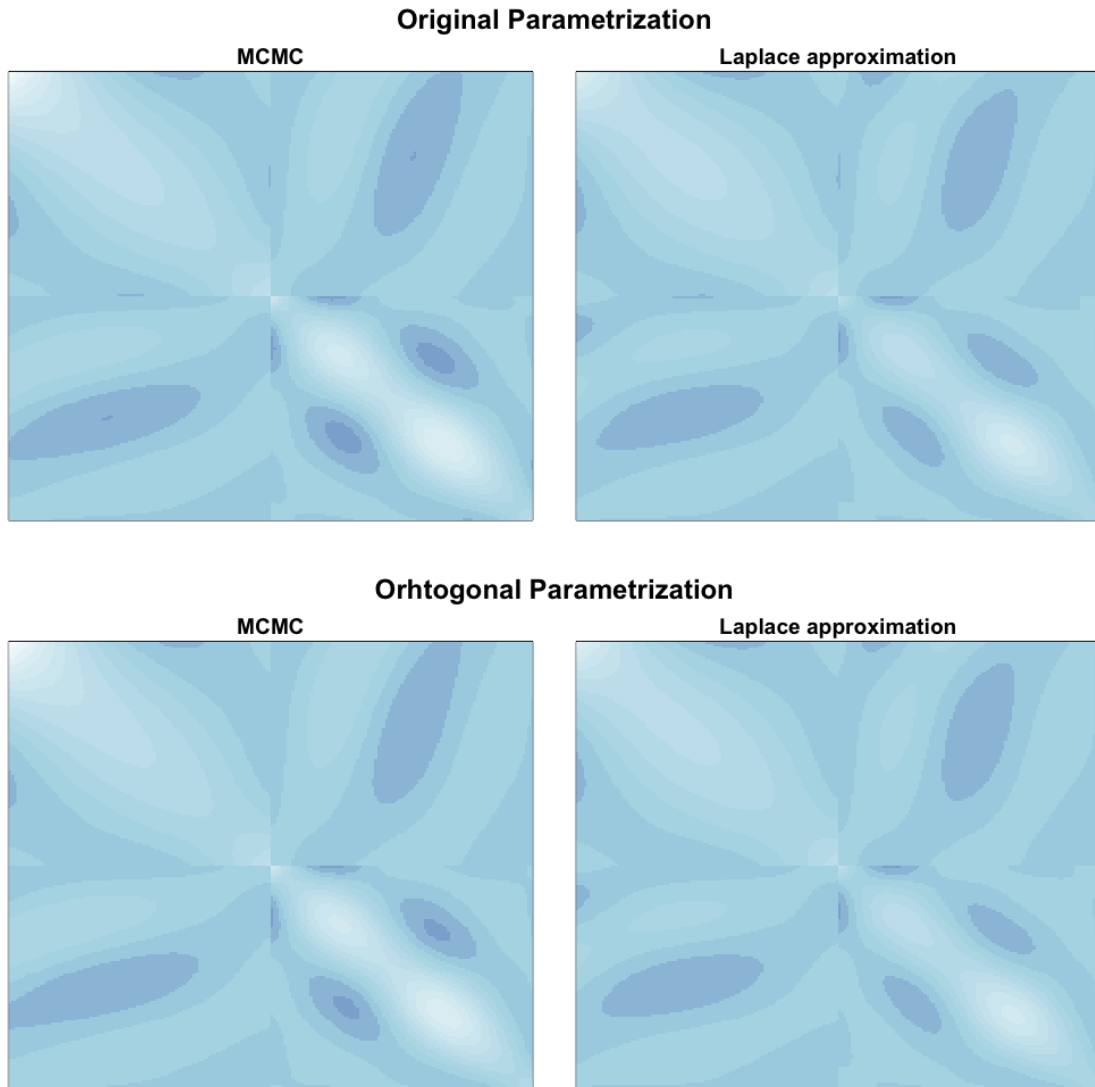 Original Parametrization
MCMC
Laplace approximation
Orhtogonal Parametrization
MCMC
Laplace approximation